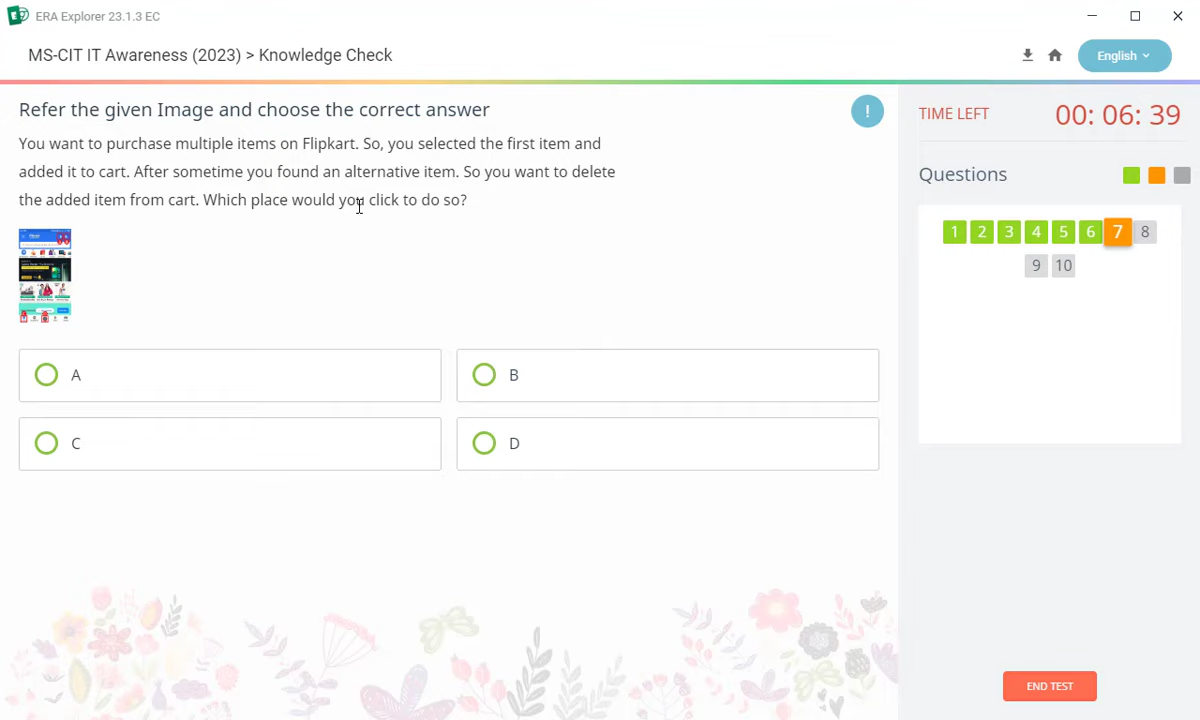 ERA Explorer 23.1.3 EC
MS-CIT IT Awareness (2023) > Knowledge Check
English
Refer the given Image and choose the correct answer
!
You want to purchase multiple items on Flipkart. So, you selected the first item and
added it to cart. After sometime you found an alternative item. So you want to delete
the added item from cart. Which place would you click to do so?
A
B
C
D
TIME LEFT
00: 06: 39
Questions
1 2 3 4 5 6 7 8
9 10
END TEST